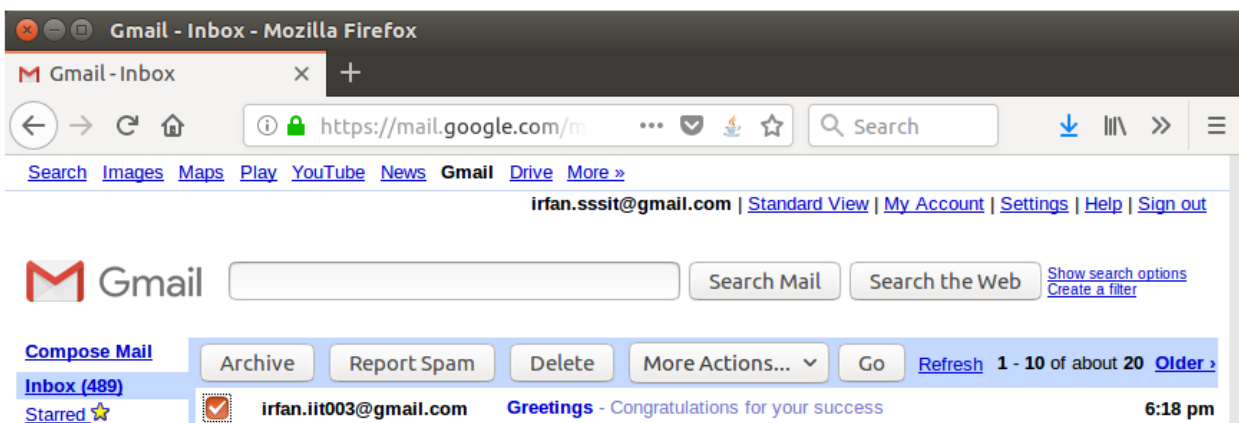 Gmail - Inbox - Mozilla Firefox
Gmail - Inbox
https://mail.google.com/m
Search
Search Images Maps Play YouTube News Gmail Drive More »
irfan.sssit@gmail.com | Standard View | My Account | Settings | Help | Sign out
Gmail Search Mail Search the Web Show search options
Create a filter
Compose Mail Archive Report Spam Delete More Actions... Go Refresh 1 - 10 of about 20 Older ›
Inbox (489)
Starred irfan.iit003@gmail.com Greetings - Congratulations for your success 6:18 pm